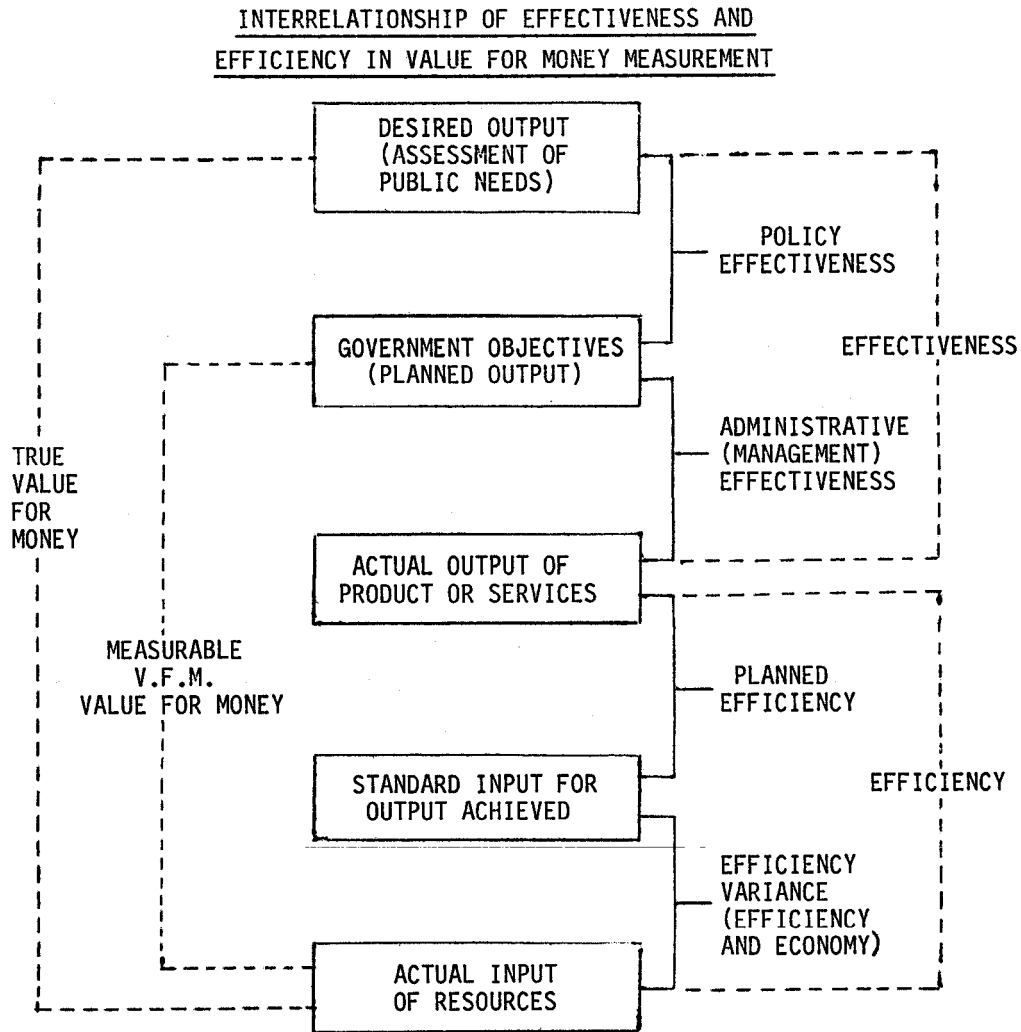 INTERRELATIONSHIP OF EFFECTIVENESS AND
EFFICIENCY IN VALUE FOR MONEY MEASUREMENT
DESIRED OUTPUT
(ASSESSMENT OF
PUBLIC NEEDS)
POLICY
EFFECTIVENESS
GOVERNMENT OBJECTIVES
(PLANNED OUTPUT)
EFFECTIVENESS
ADMINISTRATIVE
(MANAGEMENT)
EFFECTIVENESS
TRUE
VALUE
FOR
MONEY
ACTUAL OUTPUT OF
PRODUCT OR SERVICES
MEASURABLE
V.F.M.
VALUE FOR MONEY
PLANNED
EFFICIENCY
STANDARD INPUT FOR
OUTPUT ACHIEVED
EFFICIENCY
EFFICIENCY
VARIANCE
(EFFICIENCY
AND ECONOMY)
ACTUAL INPUT
OF RESOURCES